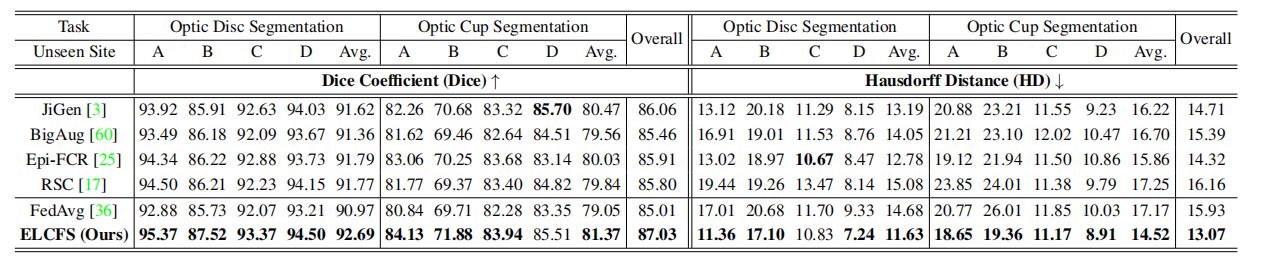 Task Optic Disc Segmentation Optic Cup Segmentation Overall Optic Disc Segmentation Optic Cup Segmentation Overall
Unseen Site A B C D Avg. A B C D Avg. A B C D Avg. A B C D Avg.
Dice Coefficient (Dice) ↑ Hausdorff Distance (HD) ↓
JiGen [3] 93.92 85.91 92.63 94.03 91.62 82.26 70.68 83.32 85.70 80.47 86.06 13.12 20.18 11.29 8.15 13.19 20.88 23.21 11.55 9.23 16.22 14.71
BigAug [60] 93.49 86.18 92.09 93.67 91.36 81.62 69.46 82.64 84.51 79.56 85.46 16.91 19.01 11.53 8.76 14.05 21.21 23.10 12.02 10.47 16.70 15.39
Epi-FCR [25] 94.34 86.22 92.88 93.73 91.79 83.06 70.25 83.68 83.14 80.03 85.91 13.02 18.97 10.67 8.47 12.78 19.12 21.94 11.50 10.86 15.86 14.32
RSC [17] 94.50 86.21 92.23 94.15 91.77 81.77 69.37 83.40 84.82 79.84 85.80 19.44 19.26 13.47 8.14 15.08 23.85 24.01 11.38 9.79 17.25 16.16
FedAvg [36] 92.88 85.73 92.07 93.21 90.97 80.84 69.71 82.28 83.35 79.05 85.01 17.01 20.68 11.70 9.33 14.68 20.77 26.01 11.85 10.03 17.17 15.93
ELCFS (Ours) 95.37 87.52 93.37 94.50 92.69 84.13 71.88 83.94 85.51 81.37 87.03 11.36 17.10 10.83 7.24 11.63 18.65 19.36 11.17 8.91 14.52 13.07